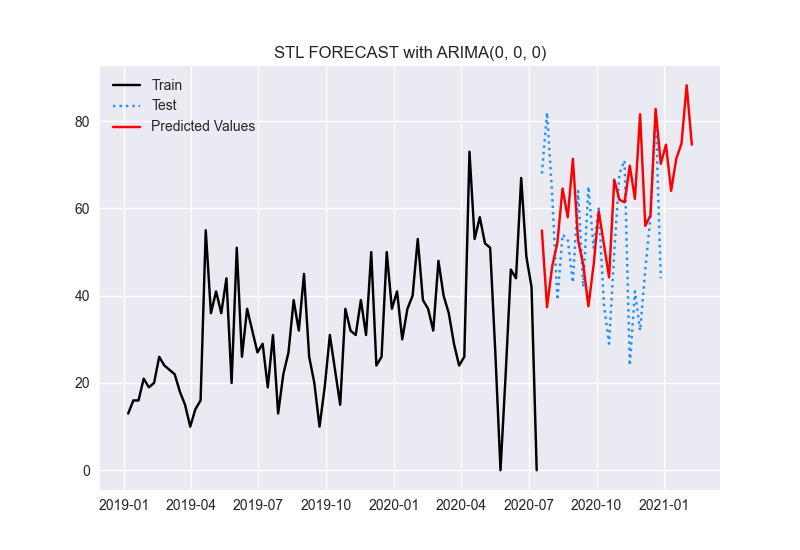 STL FORECAST with ARIMA(0, 0, 0)
Train
Test
Predicted Values
80
60
40
20
0
2019-01 2019-04 2019-07 2019-10 2020-01 2020-04 2020-07 2020-10 2021-01